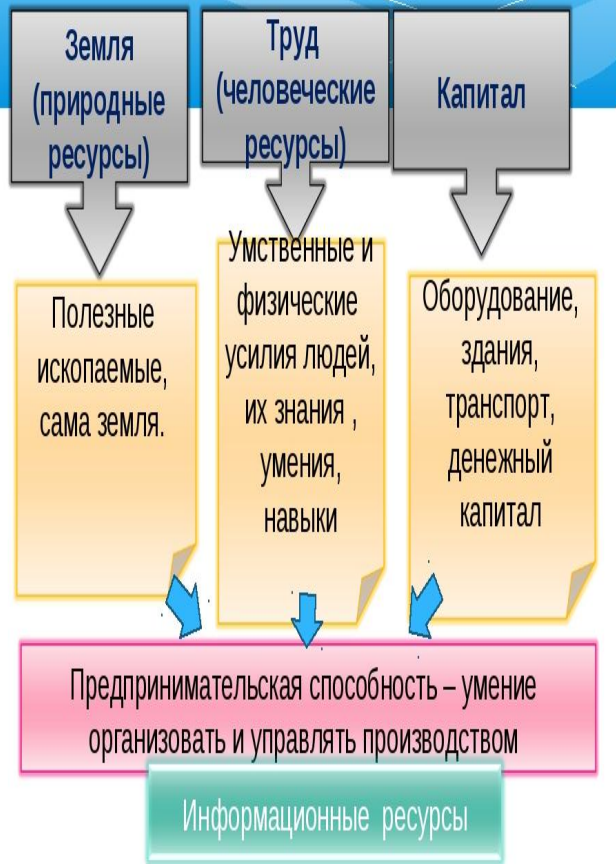 Земля
(природные
ресурсы)
Труд
(человеческие
ресурсы)
Капитал
Полезные
ископаемые,
сама земля.
Умственные и
физические
усилия людей,
их знания ,
умения,
навыки
Оборудование,
здания,
транспорт,
денежный
капитал
Предпринимательская способность – умение
организовать и управлять производством
Информационные ресурсы